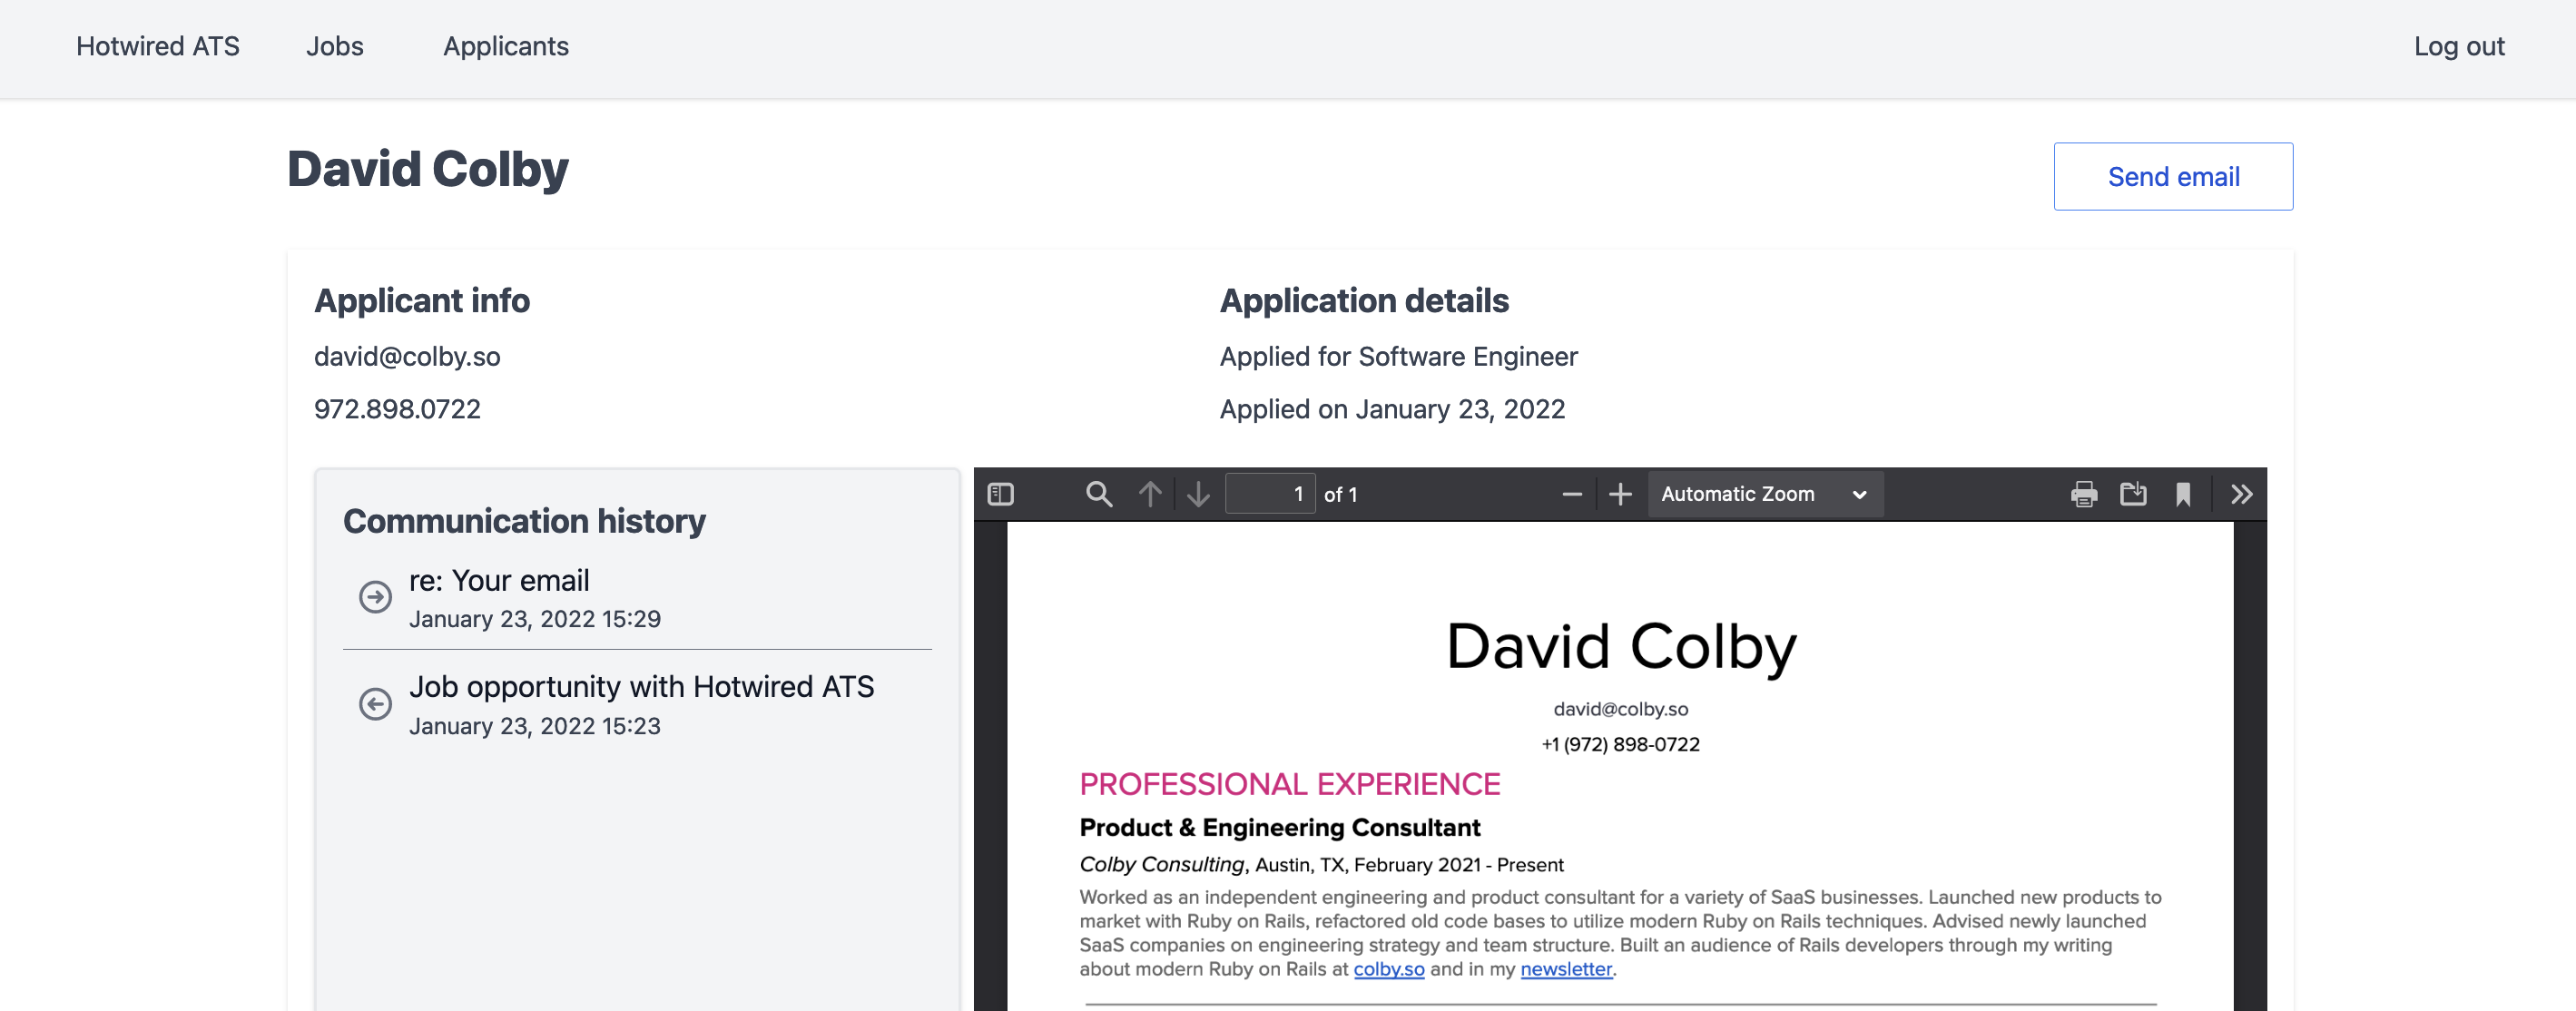 Hotwired ATS Jobs Applicants Log out
David Colby
Send email
Applicant info
david@colby.so
972.898.0722
Application details
Applied for Software Engineer
Applied on January 23, 2022
Communication history
re: Your email
January 23, 2022 15:29
Job opportunity with Hotwired ATS
January 23, 2022 15:23
1 of 1
Automatic Zoom
David Colby
david@colby.so
+1 (972) 898-0722
PROFESSIONAL EXPERIENCE
Product & Engineering Consultant
Colby Consulting, Austin, TX, February 2021 - Present
Worked as an independent engineering and product consultant for a variety of SaaS businesses. Launched new products to
market with Ruby on Rails, refactored old code bases to utilize modern Ruby on Rails techniques. Advised newly launched
SaaS companies on engineering strategy and team structure. Built an audience of Rails developers through my writing
about modern Ruby on Rails at colby.so and in my newsletter.